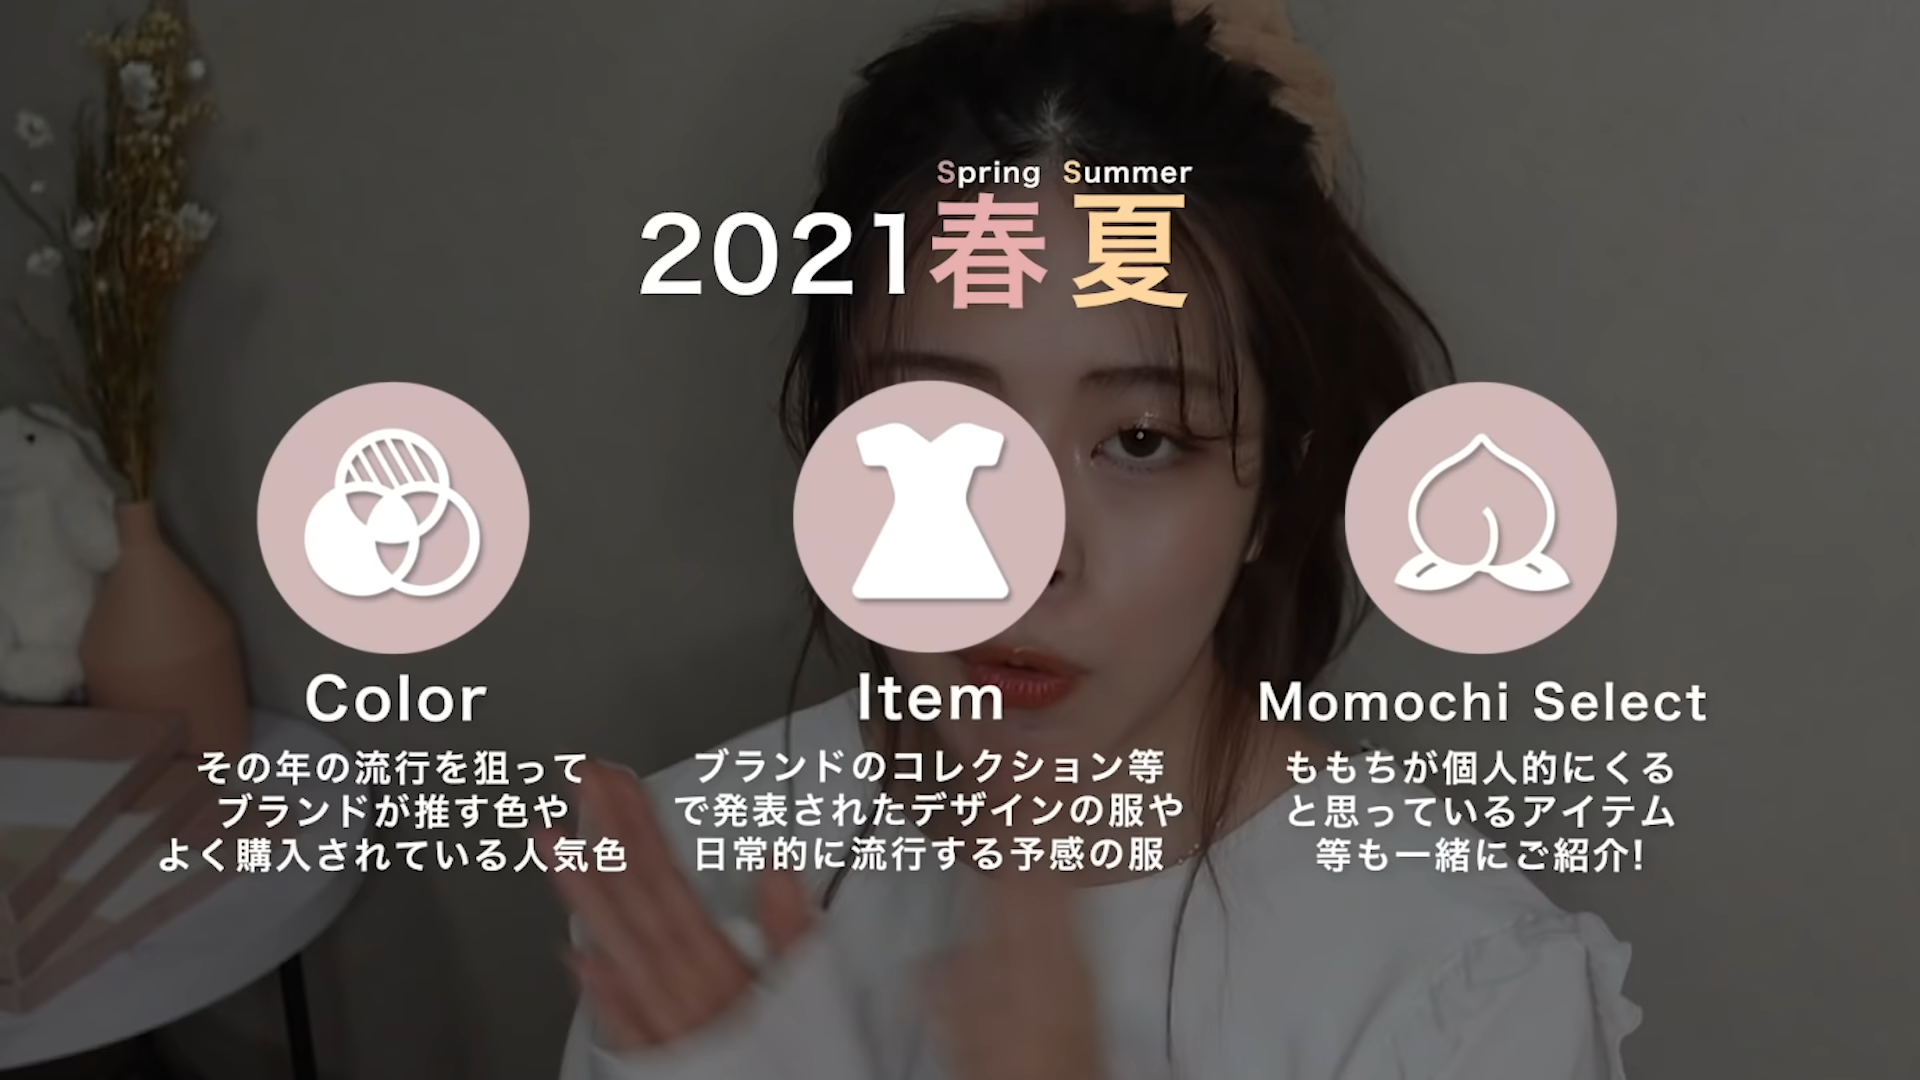 Spring Summer
2021春夏
Color
その年の流行を狙って
ブランドが推す色や
よく購入されている人気色
Item
ブランドのコレクション等
で発表されたデザインの服や
日常的に流行する予感の服
Momochi Select
ももちが個人的にくる
と思っているアイテム
等も一緒にご紹介!